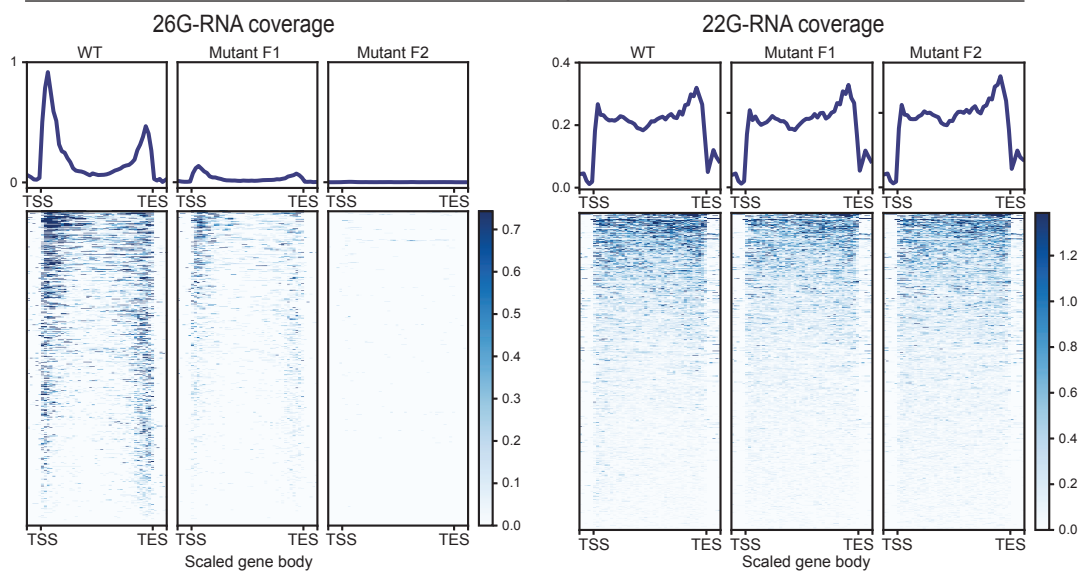 26G-RNA coverage
22G-RNA coverage
WT Mutant F1 Mutant F2
WT Mutant F1 Mutant F2
1
0
0.4
0.2
0.0
TSS TES TSS TES TSS TES
TSS TES TSS TES TSS TES
0.7
0.6
0.5
0.4
0.3
0.2
0.1
0.0
1.2
1.0
0.8
0.6
0.4
0.2
0.0
TSS TES TSS TES TSS TES
TSS TES TSS TES TSS TES
Scaled gene body
Scaled gene body